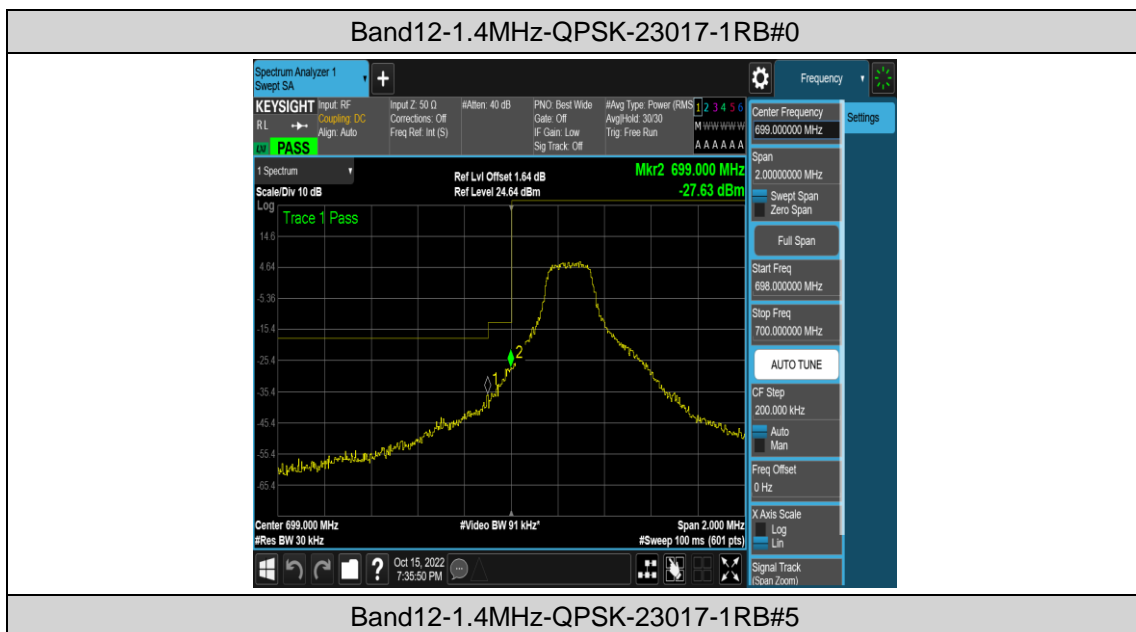 Band12-1.4MHz-QPSK-23017-1RB#0
Spectrum Analyzer 1
Swept SA
+
Frequency
KEYSIGHT
RL
LXI
PASS
Input: RF
Coupling: DC
Align: Auto
Input Z: 50 Ω
Corrections: Off
Freq Ref: Int (S)
#Atten: 40 dB
PNO: Best Wide
Gate: Off
IF Gain: Low
Sig Track: Off
#Avg Type: Power (RMS
Avg|Hold: 30/30
Trig: Free Run
1 2 3 4 5 6
M W W W W W
A A A A A A
1 Spectrum
Scale/Div 10 dB
Ref Lvl Offset 1.64 dB
Ref Level 24.64 dBm
Mkr2 699.000 MHz
-27.63 dBm
Log
Trace 1 Pass
14.6
4.64
-5.36
-15.4
-25.4
-35.4
-45.4
-55.4
-65.4
2
1
Center 699.000 MHz
#Video BW 91 kHz*
Span 2.000 MHz
#Res BW 30 kHz
#Sweep 100 ms (601 pts)
?
Oct 15, 2022
7:35:50 PM
Settings
Center Frequency
699.000000 MHz
Span
2.00000000 MHz
Swept Span
Zero Span
Full Span
Start Freq
698.000000 MHz
Stop Freq
700.000000 MHz
AUTO TUNE
CF Step
200.000 kHz
Auto
Man
Freq Offset
0 Hz
X Axis Scale
Log
Lin
Signal Track
(Span Zoom)
Band12-1.4MHz-QPSK-23017-1RB#5